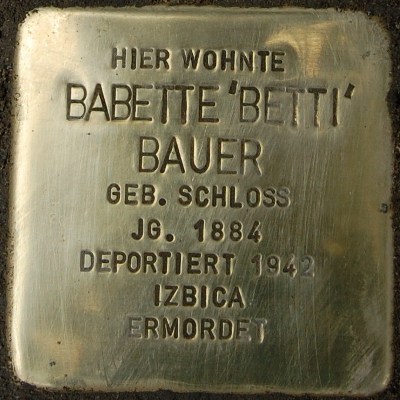 HIER WOHNTE
BABETTE 'BETTI'
BAUER
GEB. SCHLOSS
JG. 1884
DEPORTIERT 1942
IZBICA
ERMORDET